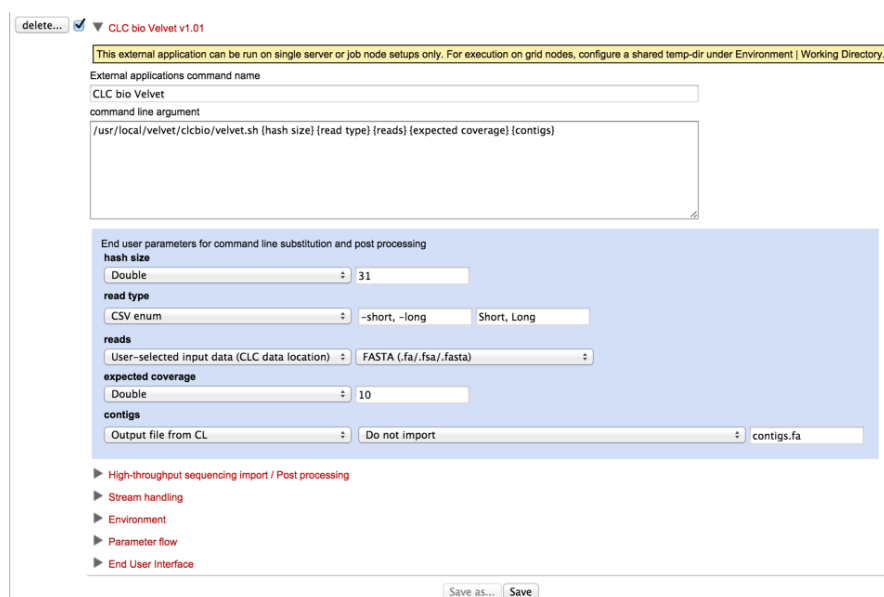 delete...
CLC bio Velvet v1.01
This external application can be run on single server or job node setups only. For execution on grid nodes, configure a shared temp-dir under Environment | Working Directory.
External applications command name
CLC bio Velvet
command line argument
/usr/local/velvet/clcbio/velvet.sh {hash size} {read type} {reads} {expected coverage} {contigs}
End user parameters for command line substitution and post processing
hash size
Double 31
read type
CSV enum -short, -long Short, Long
reads
User-selected input data (CLC data location) FASTA (.fa/.fsa/.fasta)
expected coverage
Double 10
contigs
Output file from CL Do not import contigs.fa
High-throughput sequencing import / Post processing
Stream handling
Environment
Parameter flow
End User Interface
Save as... Save